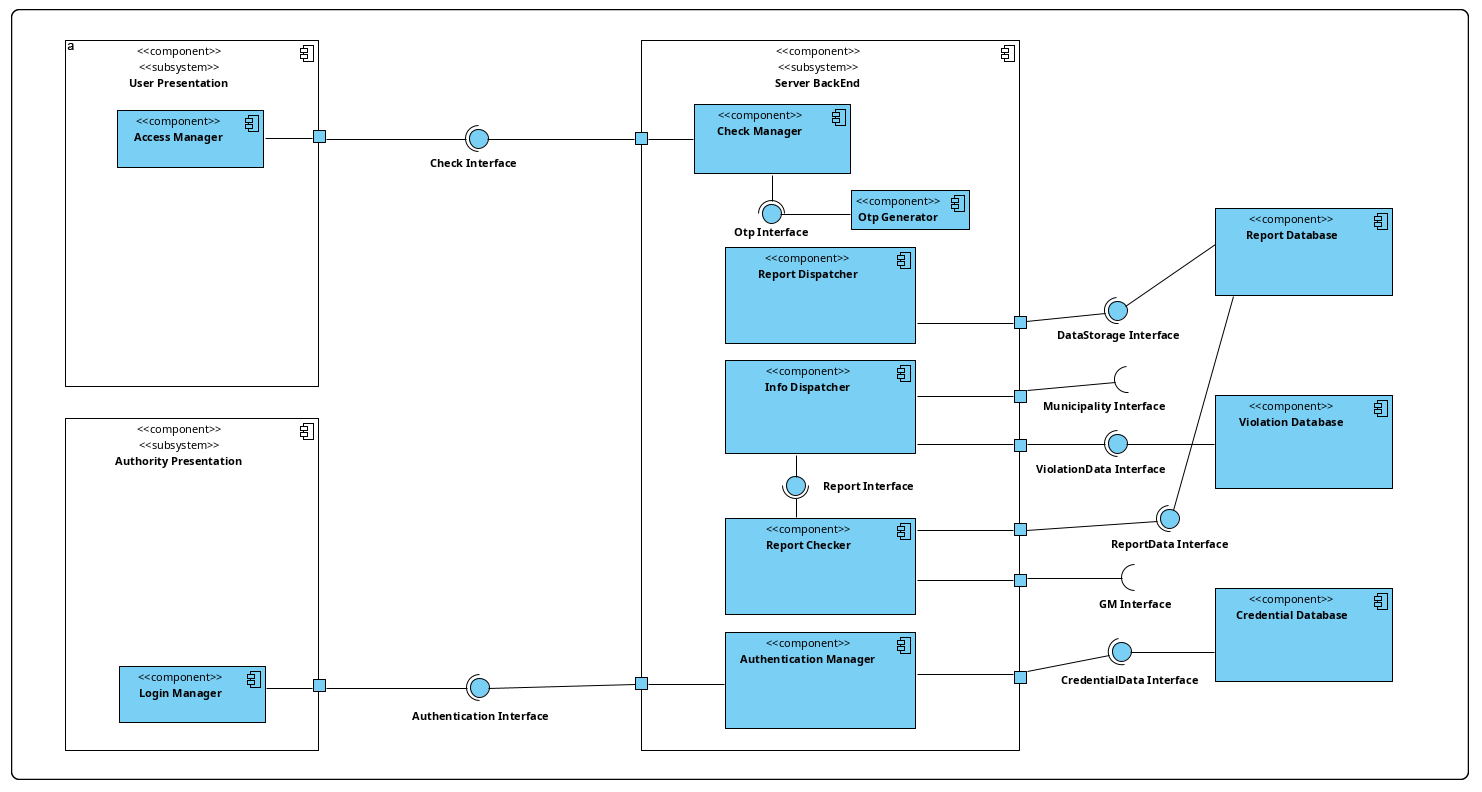 a
<<component>>
<<subsystem>>
User Presentation
<<component>>
Access Manager
Check Interface
<<component>>
<<subsystem>>
Server BackEnd
<<component>>
Check Manager
<<component>>
Otp Generator
Otp Interface
<<component>>
Report Dispatcher
<<component>>
Report Database
DataStorage Interface
<<component>>
Info Dispatcher
Municipality Interface
<<component>>
Violation Database
ViolationData Interface
Report Interface
<<component>>
Report Checker
ReportData Interface
GM Interface
<<component>>
Credential Database
<<component>>
Authentication Manager
CredentialData Interface
<<component>>
<<subsystem>>
Authority Presentation
<<component>>
Login Manager
Authentication Interface